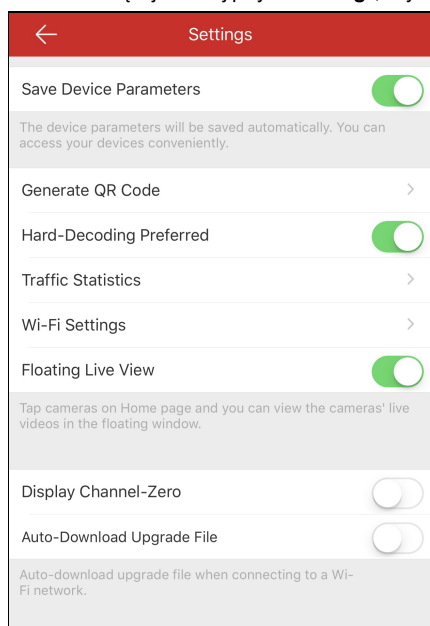 Settings
Save Device Parameters
The device parameters will be saved automatically. You can
access your devices conveniently.
Generate QR Code
Hard-Decoding Preferred
Traffic Statistics
Wi-Fi Settings
Floating Live View
Tap cameras on Home page and you can view the cameras' live
videos in the floating window.
Display Channel-Zero
Auto-Download Upgrade File
Auto-download upgrade file when connecting to a Wi-
Fi network.